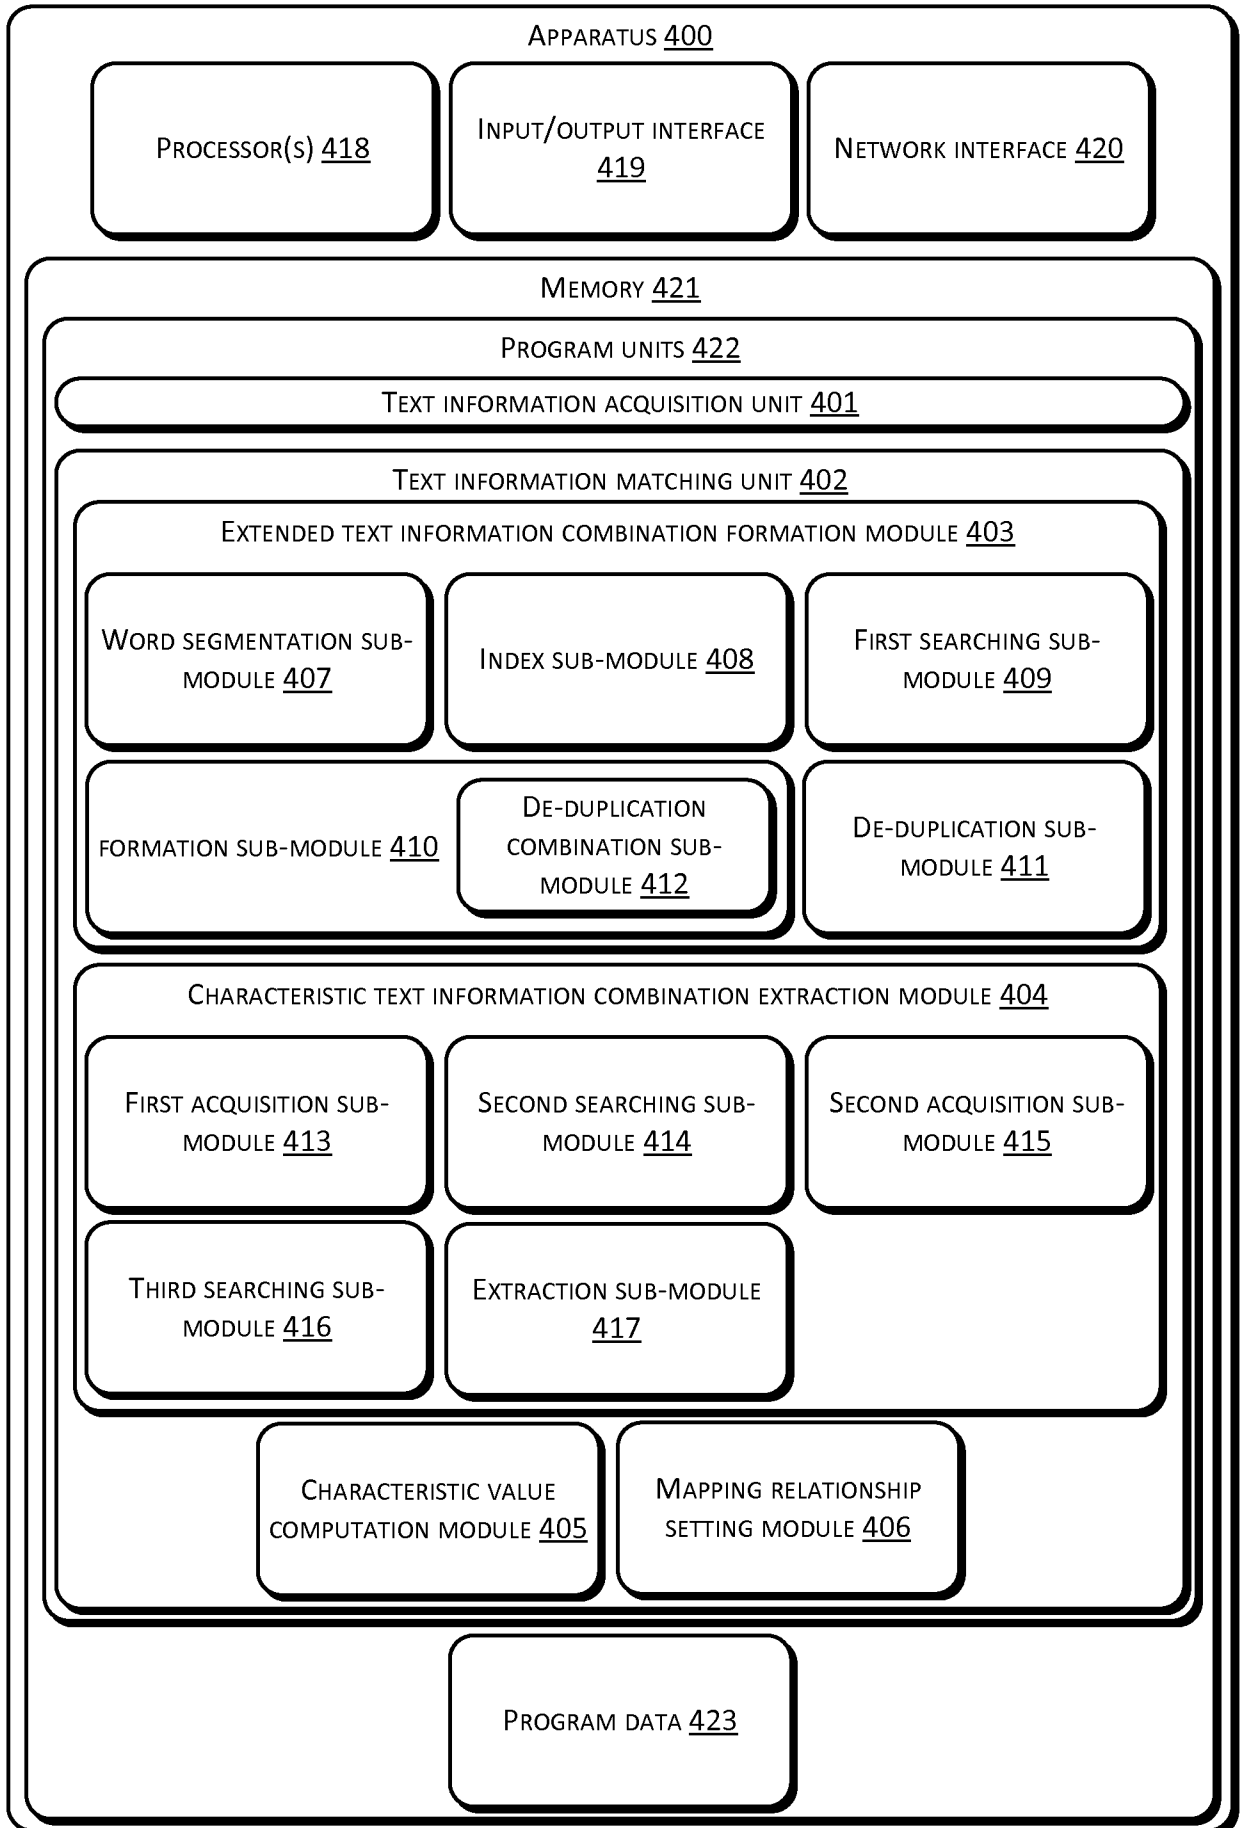 APPARATUS 400
PROCESSOR(S) 418
INPUT/OUTPUT INTERFACE
419
NETWORK INTERFACE 420
MEMORY 421
PROGRAM UNITS 422
TEXT INFORMATION ACQUISITION UNIT 401
TEXT INFORMATION MATCHING UNIT 402
EXTENDED TEXT INFORMATION COMBINATION FORMATION MODULE 403
WORD SEGMENTATION SUB-
MODULE 407
INDEX SUB-MODULE 408
FIRST SEARCHING SUB-
MODULE 409
FORMATION SUB-MODULE 410
DE-DUPLICATION
COMBINATION SUB-
MODULE 412
DE-DUPLICATION SUB-
MODULE 411
CHARACTERISTIC TEXT INFORMATION COMBINATION EXTRACTION MODULE 404
FIRST ACQUISITION SUB-
MODULE 413
SECOND SEARCHING SUB-
MODULE 414
SECOND ACQUISITION SUB-
MODULE 415
THIRD SEARCHING SUB-
MODULE 416
EXTRACTION SUB-MODULE
417
CHARACTERISTIC VALUE
COMPUTATION MODULE 405
MAPPING RELATIONSHIP
SETTING MODULE 406
PROGRAM DATA 423